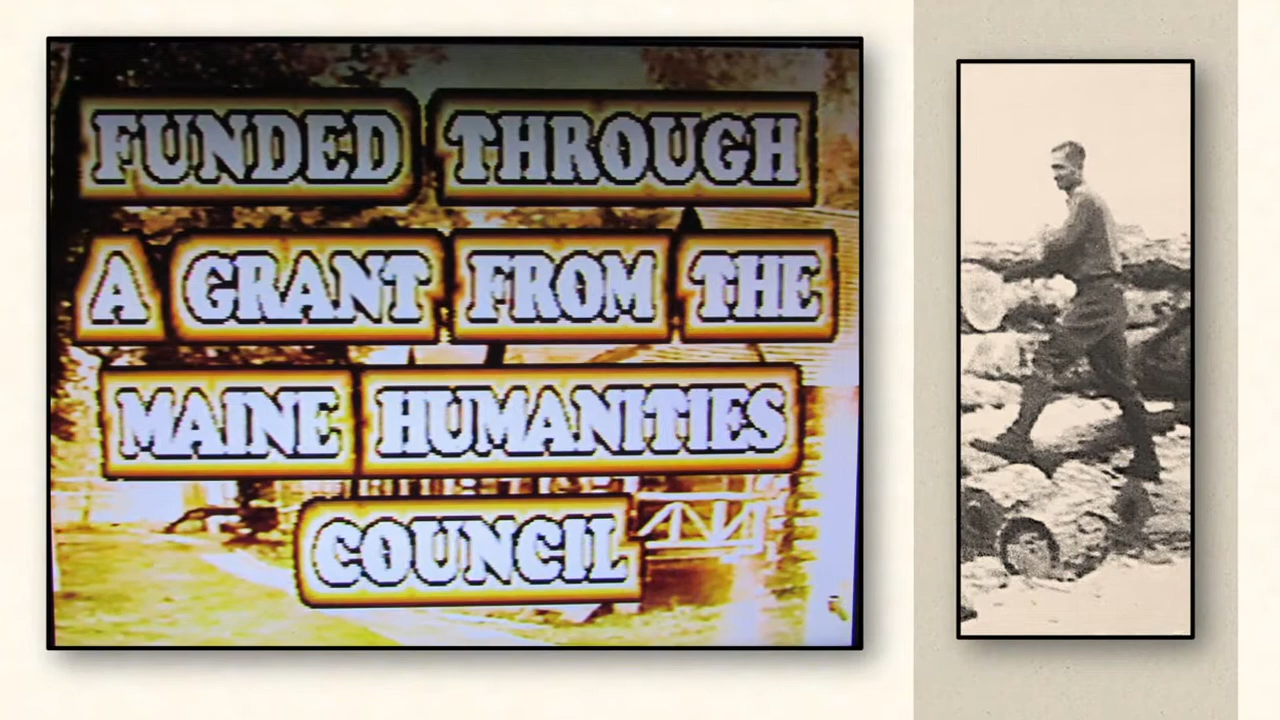 FUNDED THROUGH
A GRANT FROM THE
MAINE HUMANITIES
COUNCIL